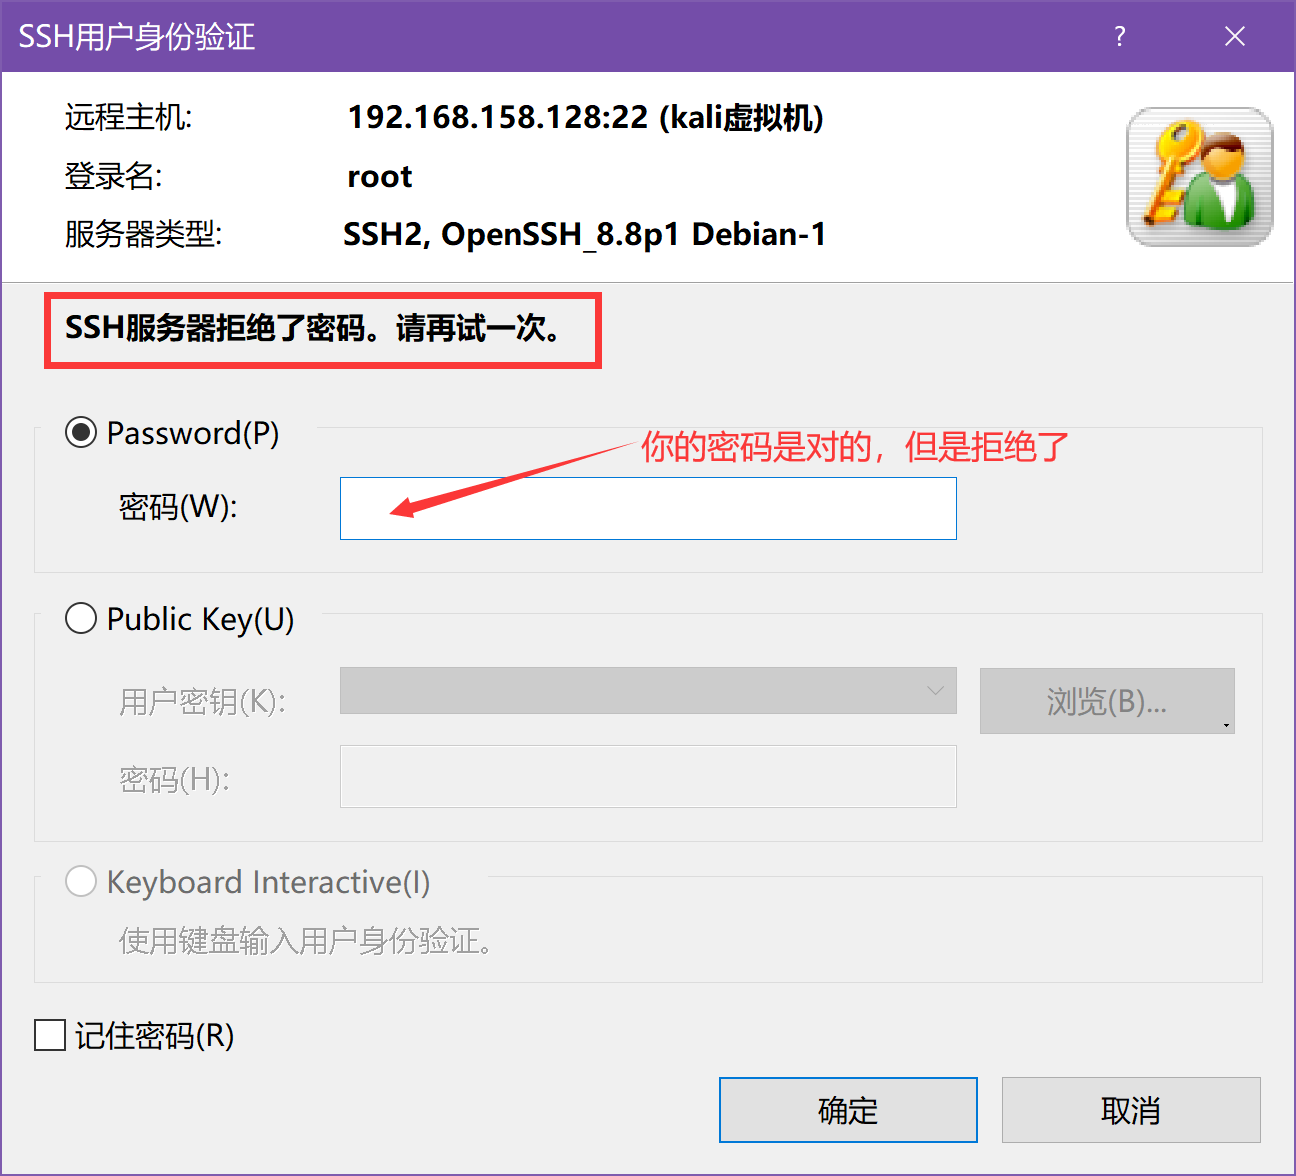 SSH用户身份验证
?
远程主机: 192.168.158.128:22 (kali虚拟机)
登录名: root
服务器类型: SSH2, OpenSSH_8.8p1 Debian-1
SSH服务器拒绝了密码。请再试一次。
Password(P)
你的密码是对的，但是拒绝了
密码(W):
Public Key(U)
用户密钥(K):
浏览(B)...
密码(H):
Keyboard Interactive(I)
使用键盘输入用户身份验证。
记住密码(R)
确定 取消